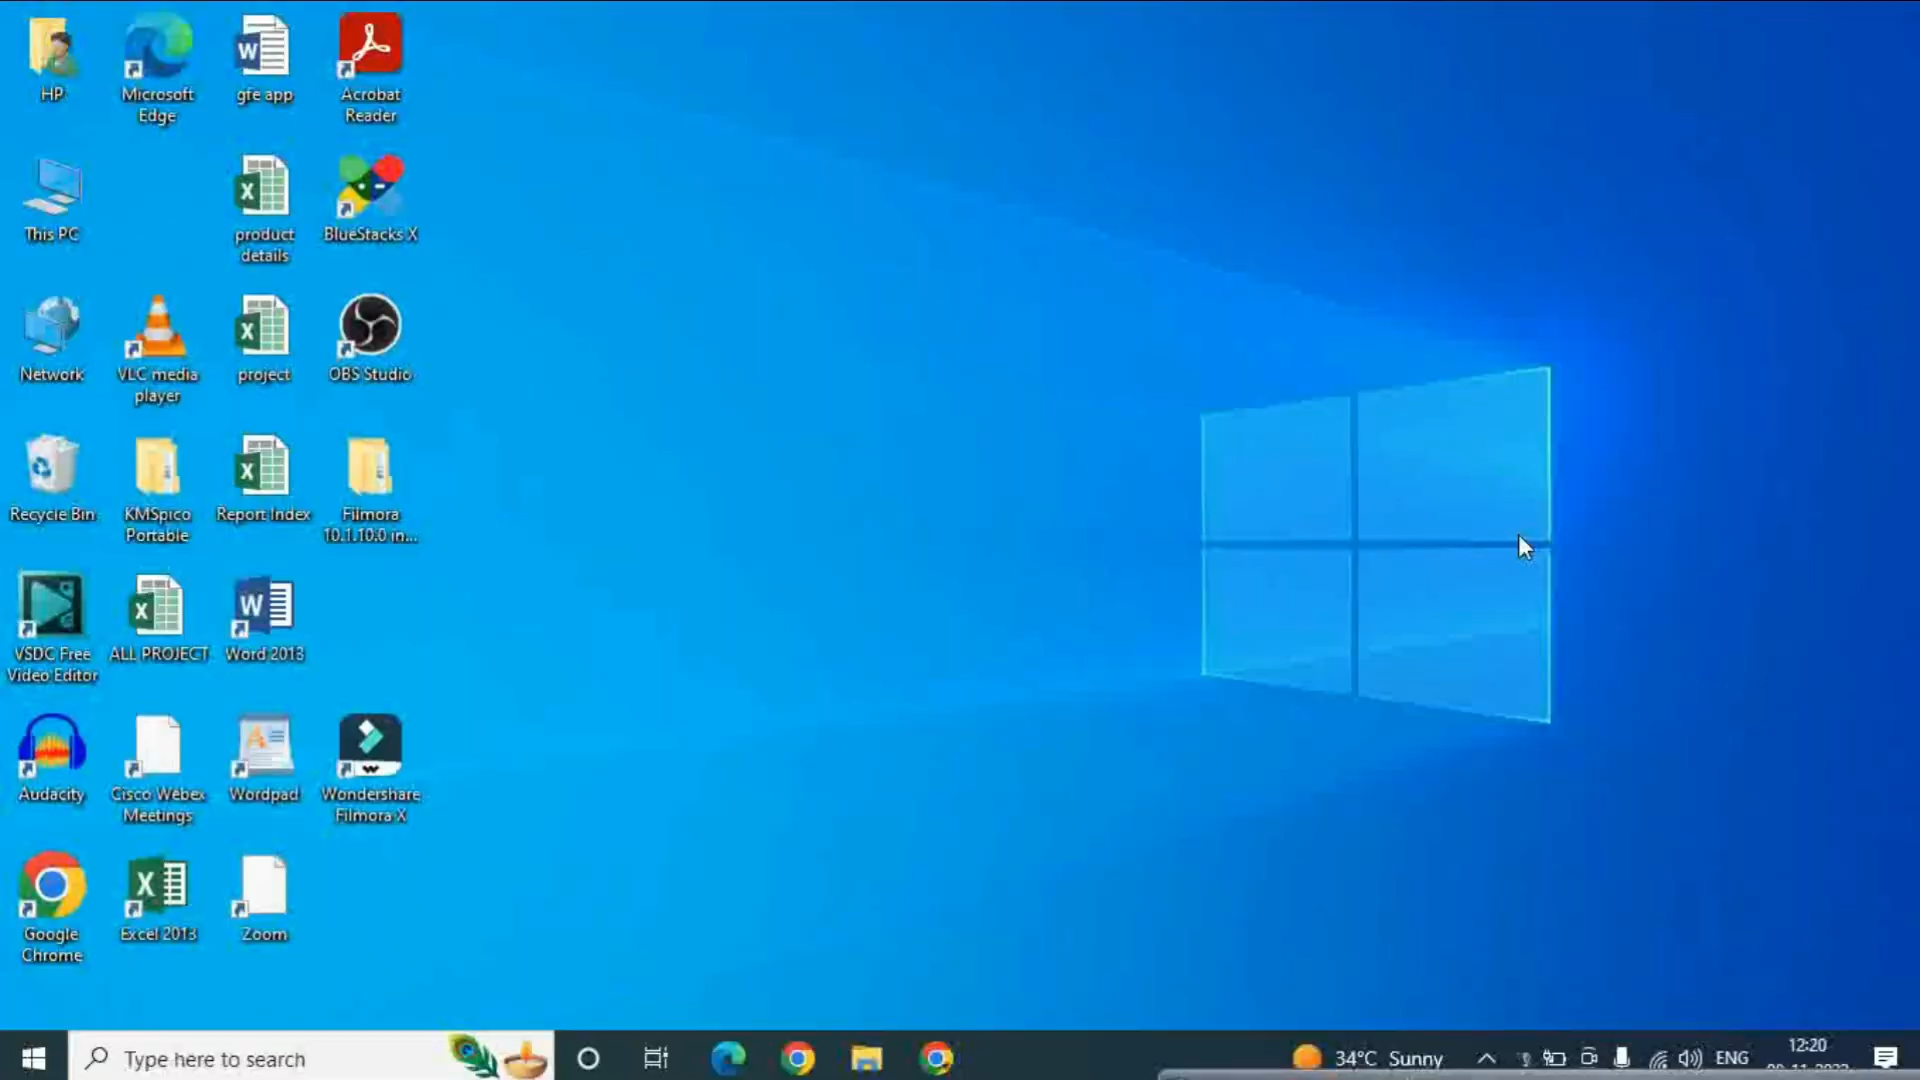 HP
Microsoft
Edge
gfe app
Acrobat
Reader
This PC
product
details
BlueStacks X
Network
VLC media
player
project
OBS Studio
Recycle Bin
KMSpico
Portable
Report Index
Filmora
10.1.10.0 in...
VSDC Free
Video Editor
ALL PROJECT
Word 2013
Audacity
Cisco Webex
Meetings
Wordpad
Wondershare
Filmora X
Google
Chrome
Excel 2013
Zoom
Type here to search
34°C Sunny
ENG
12:20